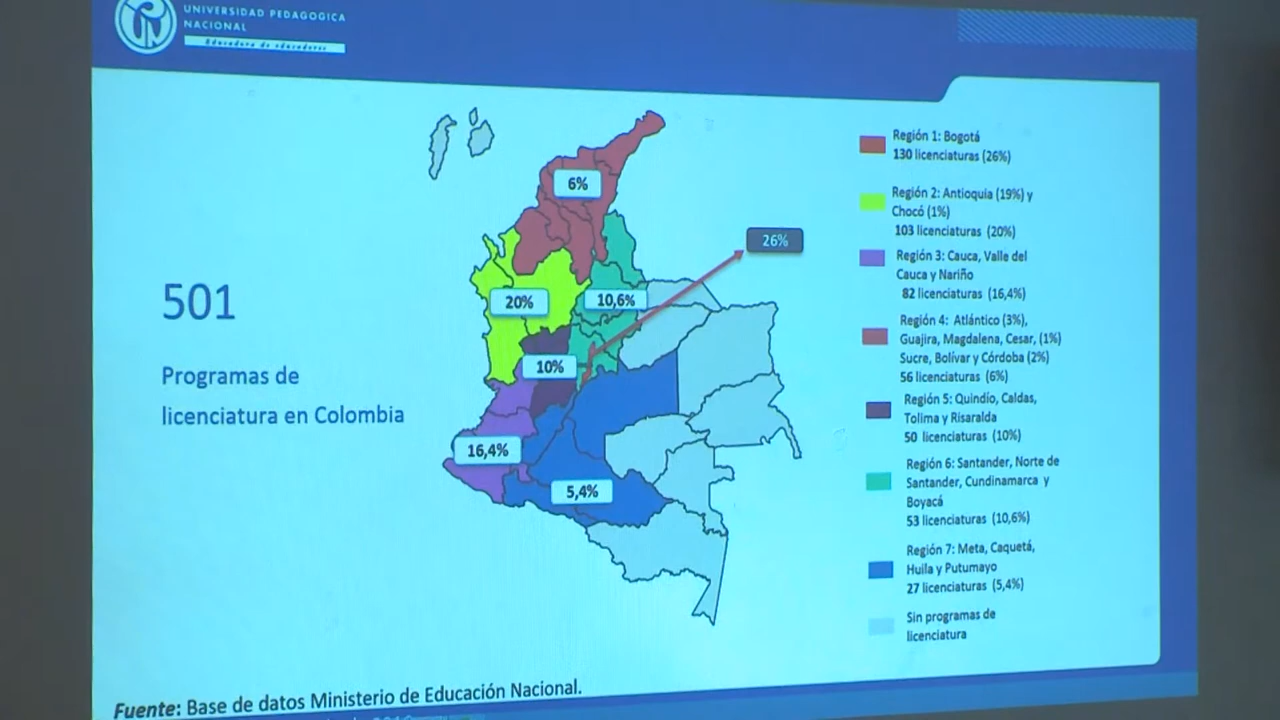 UNIVERSIDAD PEDAGOGICA
NACIONAL
Educadora de educadores
501
Programas de
licenciatura en Colombia
6%
26%
20%
10,6%
10%
16,4%
5,4%
Región 1: Bogotá
130 licenciaturas (26%)
Región 2: Antioquía (19%) y
Chocó (1%)
103 licenciaturas (20%)
Región 3: Cauca, Valle del
Cauca y Nariño
82 licenciaturas (16,4%)
Región 4: Atlántico (3%),
Guajira, Magdalena, Cesar, (1%)
Sucre, Bolívar y Córdoba (2%)
56 licenciaturas (6%)
Región 5: Quindío, Caldas,
Tolima y Risaralda
50 licenciaturas (10%)
Región 6: Santander, Norte de
Santander, Cundinamarca y
Boyacá
53 licenciaturas (10,6%)
Región 7: Meta, Caquetá,
Huila y Putumayo
27 licenciaturas (5,4%)
Sin programas de
licenciatura
Fuente: Base de datos Ministerio de Educación Nacional.